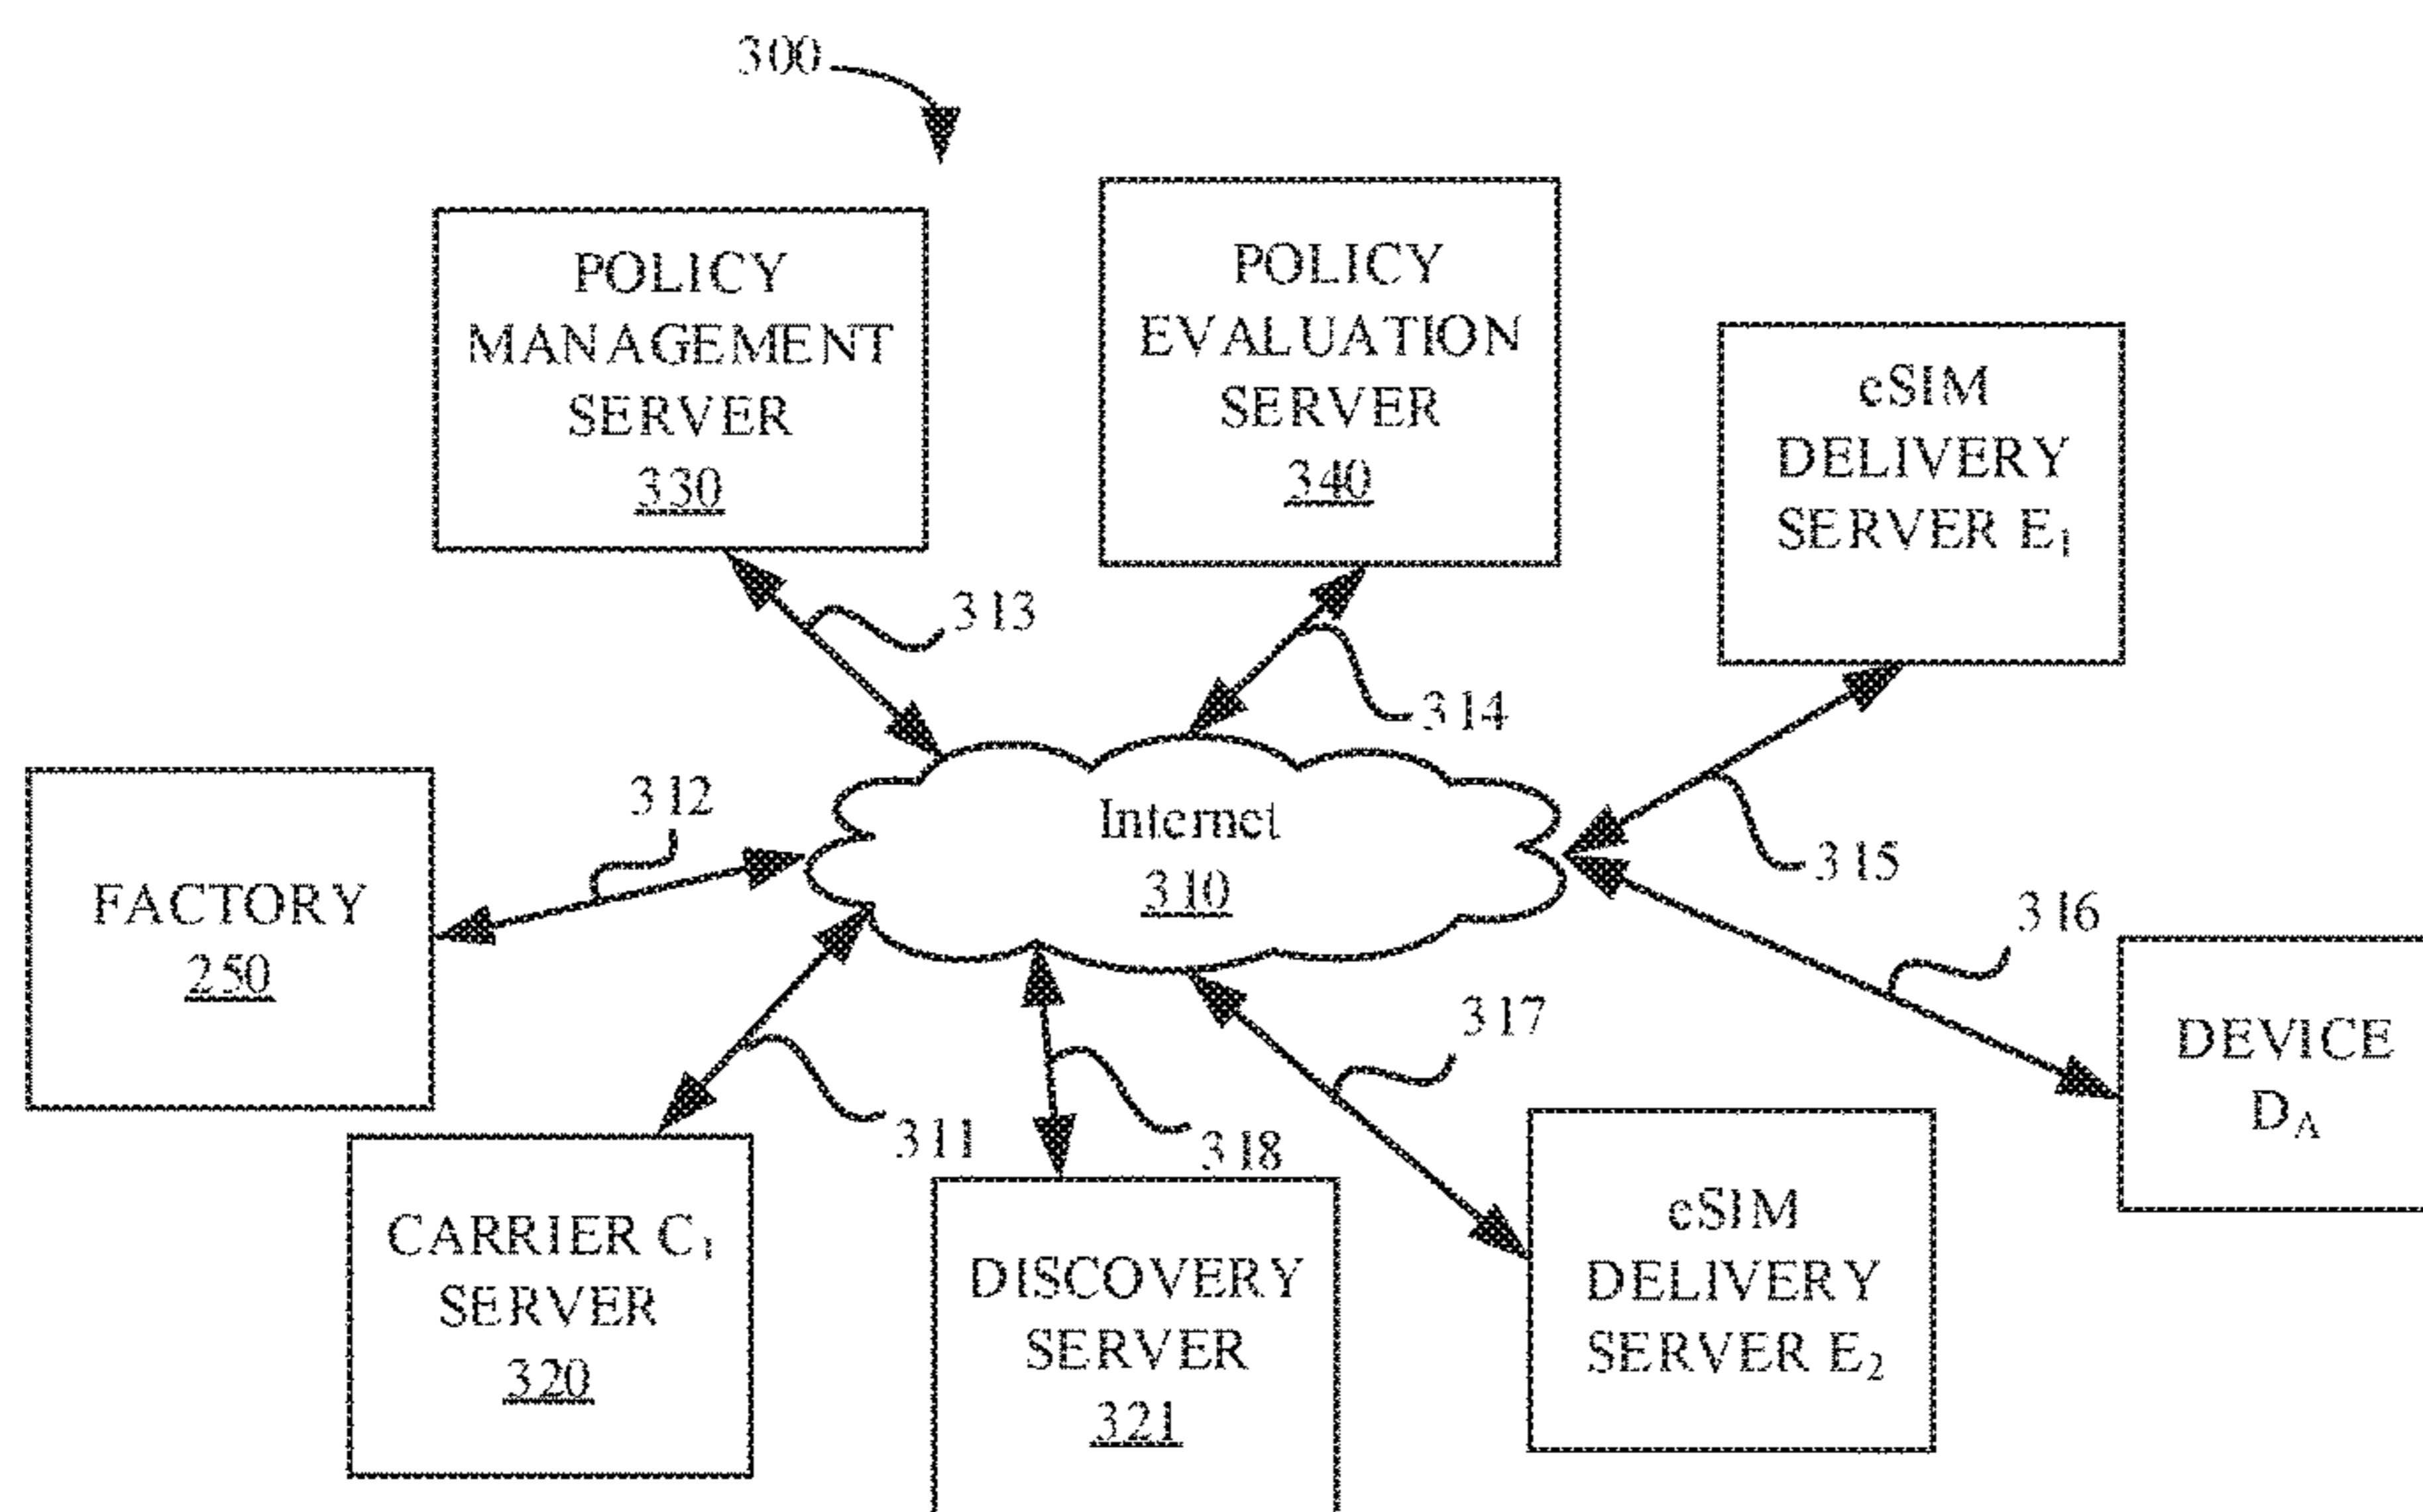 300
POLICY
MANAGEMENT
SERVER
330
POLICY
EVALUATION
SERVER
340
eSIM
DELIVERY
SERVER E₁
313
314
315
312
Internet
310
FACTORY
250
316
DEVICE
D_A
311
318
317
CARRIER C₁
SERVER
320
DISCOVERY
SERVER
321
eSIM
DELIVERY
SERVER E₂